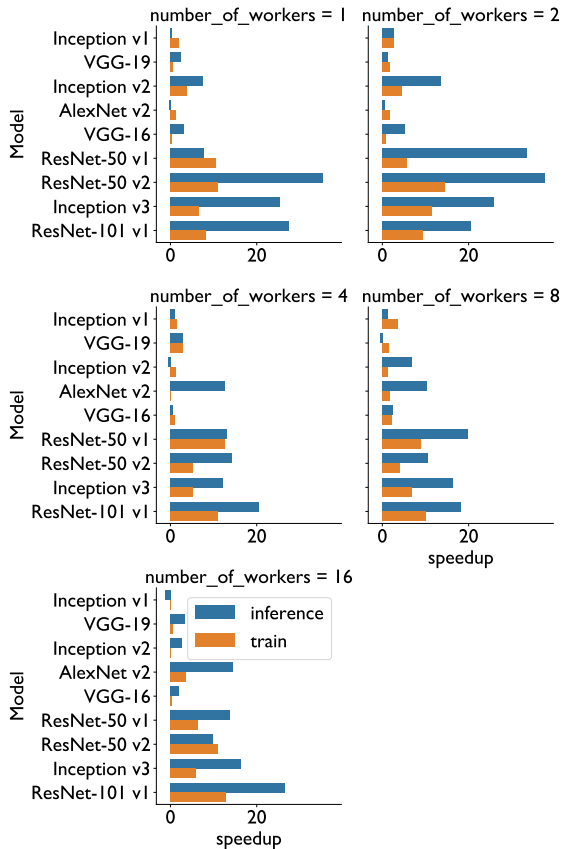 number_of_workers = 1
number_of_workers = 2
Model
Inception v1
VGG-19
Inception v2
AlexNet v2
VGG-16
ResNet-50 v1
ResNet-50 v2
Inception v3
ResNet-101 v1
0 20
0 20
number_of_workers = 4
number_of_workers = 8
Model
Inception v1
VGG-19
Inception v2
AlexNet v2
VGG-16
ResNet-50 v1
ResNet-50 v2
Inception v3
ResNet-101 v1
0 20
0 20
speedup
number_of_workers = 16
Model
Inception v1
VGG-19
Inception v2
AlexNet v2
VGG-16
ResNet-50 v1
ResNet-50 v2
Inception v3
ResNet-101 v1
inference
train
0 20
speedup